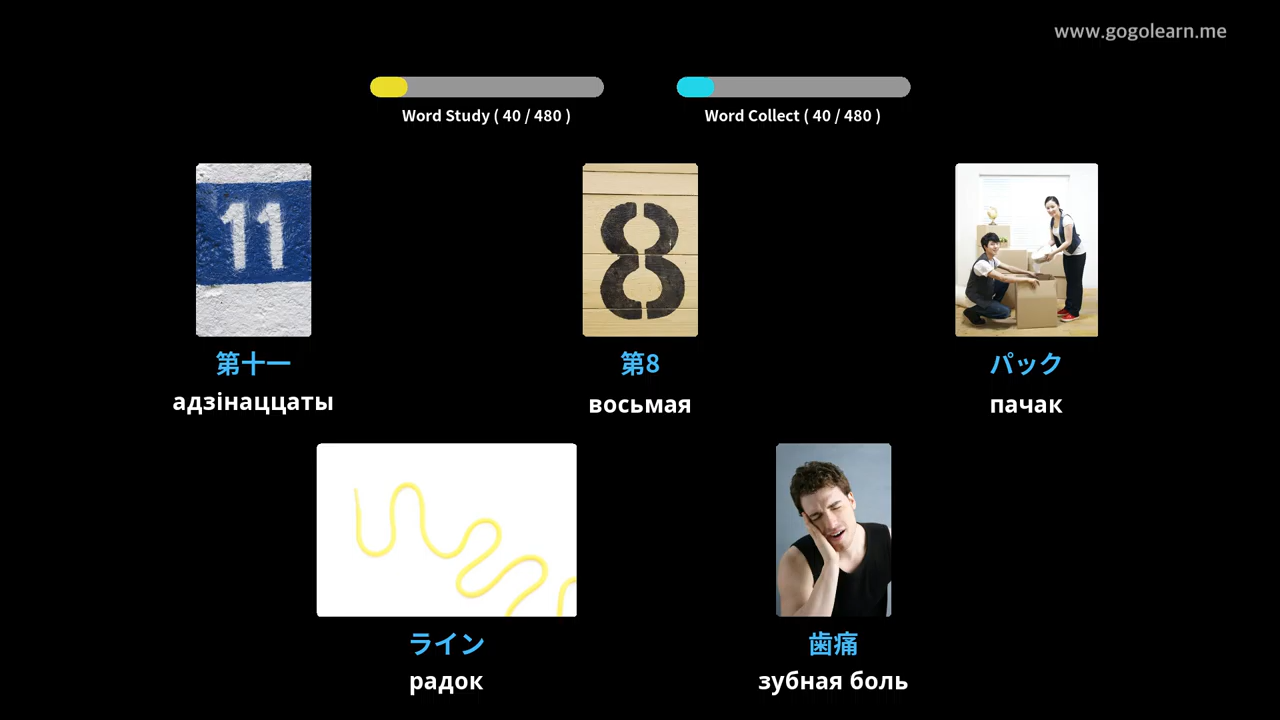 www.gogolearn.me
Word Study ( 40 / 480 )
Word Collect ( 40 / 480 )
11
8
第十一
第8
パック
адзінаццаты
восьмая
пачак
ライン
歯痛
радок
зубная боль